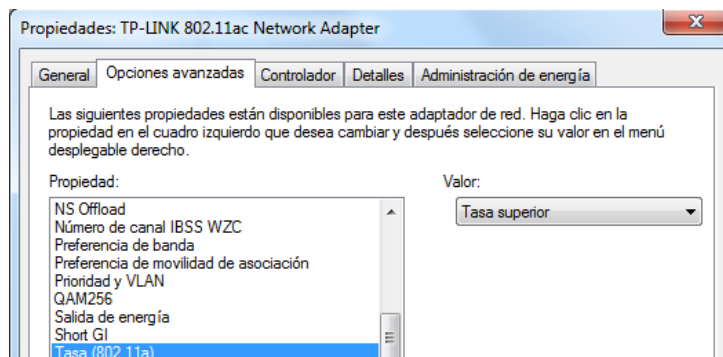 Propiedades: TP-LINK 802.11ac Network Adapter
General Opciones avanzadas Controlador Detalles Administración de energía
Las siguientes propiedades están disponibles para este adaptador de red. Haga clic en la
propiedad en el cuadro izquierdo que desea cambiar y después seleccione su valor en el menú
desplegable derecho.
Propiedad: Valor:
NS Offload Tasa superior
Número de canal IBSS WZC
Preferencia de banda
Preferencia de movilidad de asociación
Prioridad y VLAN
QAM256
Salida de energía
Short GI
Tasa (802.11a)